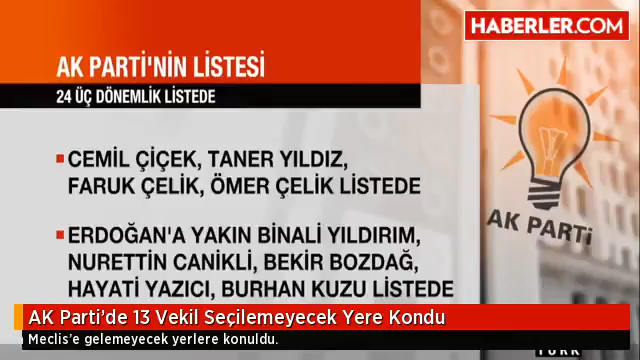 HABERLER.COM
AK PARTİ'NİN LİSTESİ
24 ÜÇ DÖNEMLİK LİSTEDE
CEMİL ÇİÇEK, TANER YILDIZ,
FARUK ÇELİK, ÖMER ÇELİK LİSTEDE
AK PARTi
ERDOĞAN'A YAKIN BİNALİ YILDIRIM,
NURETTİN CANİKLİ, BEKİR BOZDAĞ,
HAYATİ YAZICI, BURHAN KUZU LİSTEDE
AK Parti’de 13 Vekil Seçilemeyecek Yere Kondu
Meclis’e gelemeyecek yerlere konuldu.
TÜRK